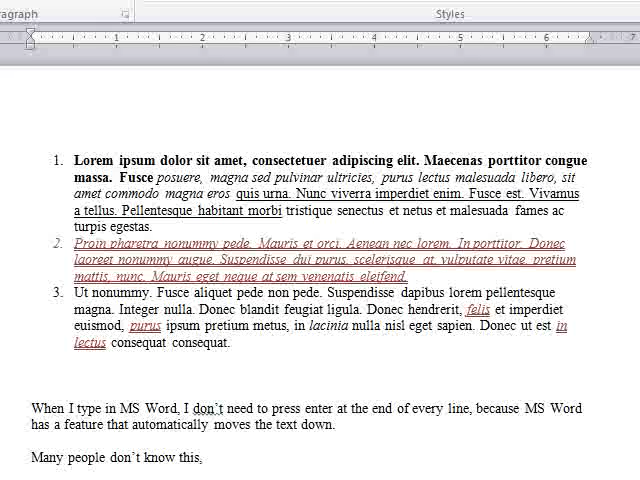 aragraph
Styles
1 2 3 4 5 6 7
1. Lorem ipsum dolor sit amet, consectetuer adipiscing elit. Maecenas porttitor congue
massa. Fusce posuere, magna sed pulvinar ultricies, purus lectus malesuada libero, sit
amet commodo magna eros quis urna. Nunc viverra imperdiet enim. Fusce est. Vivamus
a tellus. Pellentesque habitant morbi tristique senectus et netus et malesuada fames ac
turpis egestas.
2. Proin pharetra nonummy pede. Mauris et orci. Aenean nec lorem. In porttitor. Donec
laoreet nonummy augue. Suspendisse dui purus, scelerisque at, vulputate vitae, pretium
mattis, nunc. Mauris eget neque at sem venenatis eleifend.
3. Ut nonummy. Fusce aliquet pede non pede. Suspendisse dapibus lorem pellentesque
magna. Integer nulla. Donec blandit feugiat ligula. Donec hendrerit, felis et imperdiet
euismod, purus ipsum pretium metus, in lacinia nulla nisl eget sapien. Donec ut est in
lectus consequat consequat.
When I type in MS Word, I don’t need to press enter at the end of every line, because MS Word
has a feature that automatically moves the text down.
Many people don’t know this,